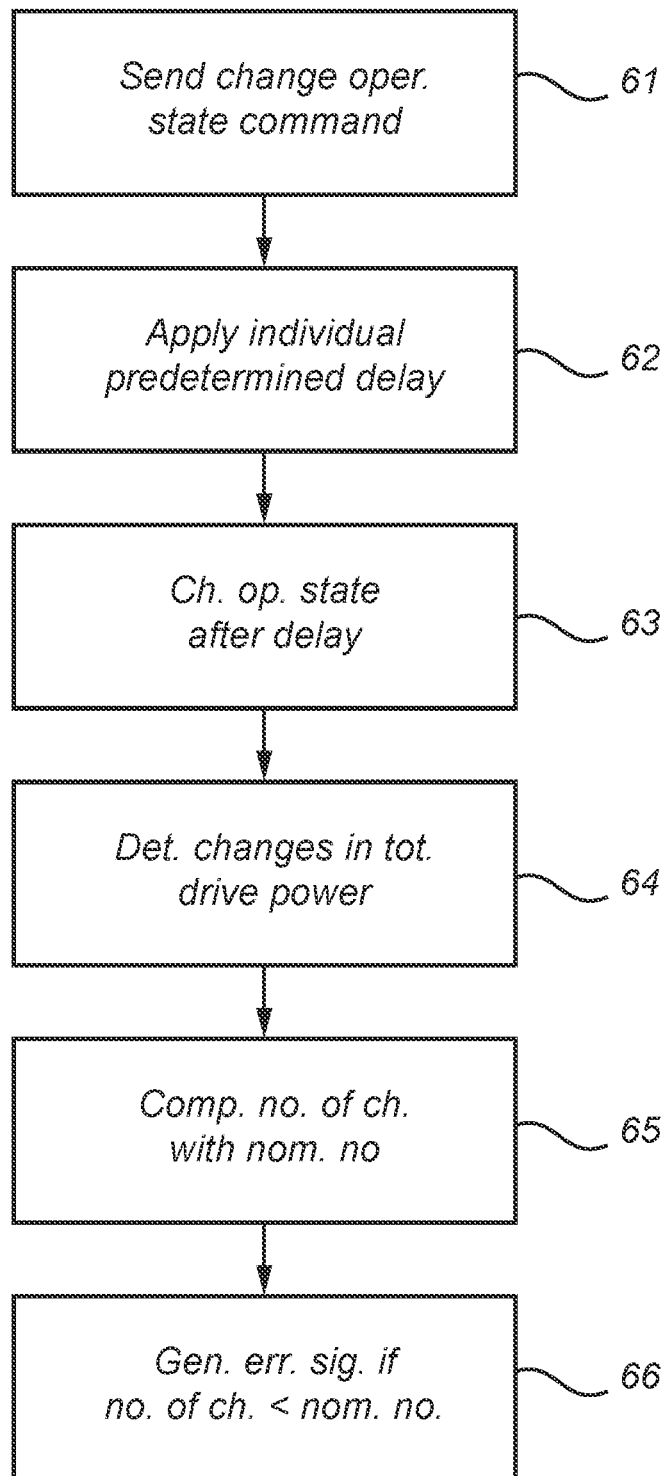 Send change oper.
state command
61
Apply individual
predetermined delay
62
Ch. op. state
after delay
63
Det. changes in tot.
drive power
64
Comp. no. of ch.
with nom. no
65
Gen. err. sig. if
no. of ch. < nom. no.
66